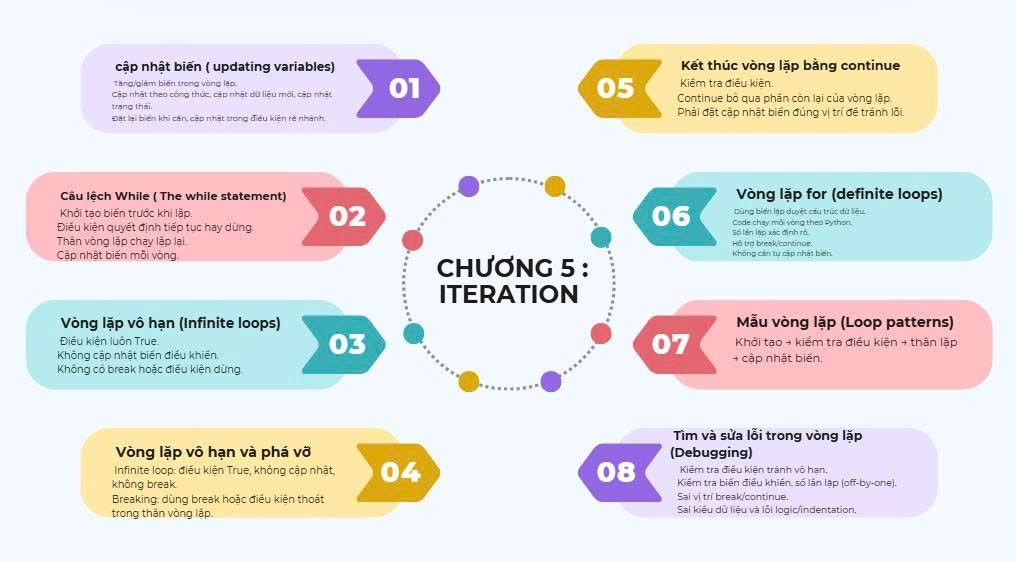 cập nhật biến ( updating variables)
Tăng/giảm biến trong vòng lặp.
Cập nhật theo công thức, cập nhật dữ liệu mới, cập nhật
trạng thái.
Đặt lại biến khi cần, cập nhật trong điều kiện rẽ nhánh.
01
Câu lệch While ( The while statement)
Khởi tạo biến trước khi lặp.
Điều kiện quyết định tiếp tục hay dừng.
Thân vòng lặp chạy lặp lại.
Cập nhật biến mỗi vòng.
02
Vòng lặp vô hạn (Infinite loops)
Điều kiện luôn True.
Không cập nhật biến điều khiển.
Không có break hoặc điều kiện dừng.
03
Vòng lặp vô hạn và phá vỡ
Infinite loop: điều kiện True, không cập nhật,
không break.
Breaking: dùng break hoặc điều kiện thoát
trong thân vòng lặp.
04
CHƯƠNG 5 :
ITERATION
05
Kết thúc vòng lặp bằng continue
Kiểm tra điều kiện.
Continue bỏ qua phần còn lại của vòng lặp.
Phải đặt cập nhật biến đúng vị trí để tránh lỗi.
06
Vòng lặp for (definite loops)
Dùng biến lặp duyệt cấu trúc dữ liệu.
Code chạy mỗi vòng theo Python.
Số lần lặp xác định rõ.
Hỗ trợ break/continue.
Không cần tự cập nhật biến.
07
Mẫu vòng lặp (Loop patterns)
Khởi tạo → kiểm tra điều kiện → thân lặp
→ cập nhật biến.
08
Tìm và sửa lỗi trong vòng lặp
(Debugging)
Kiểm tra điều kiện tránh vô hạn.
Kiểm tra biến điều khiển, số lần lặp (off-by-one).
Sai vị trí break/continue.
Sai kiểu dữ liệu và lỗi logic/indentation.